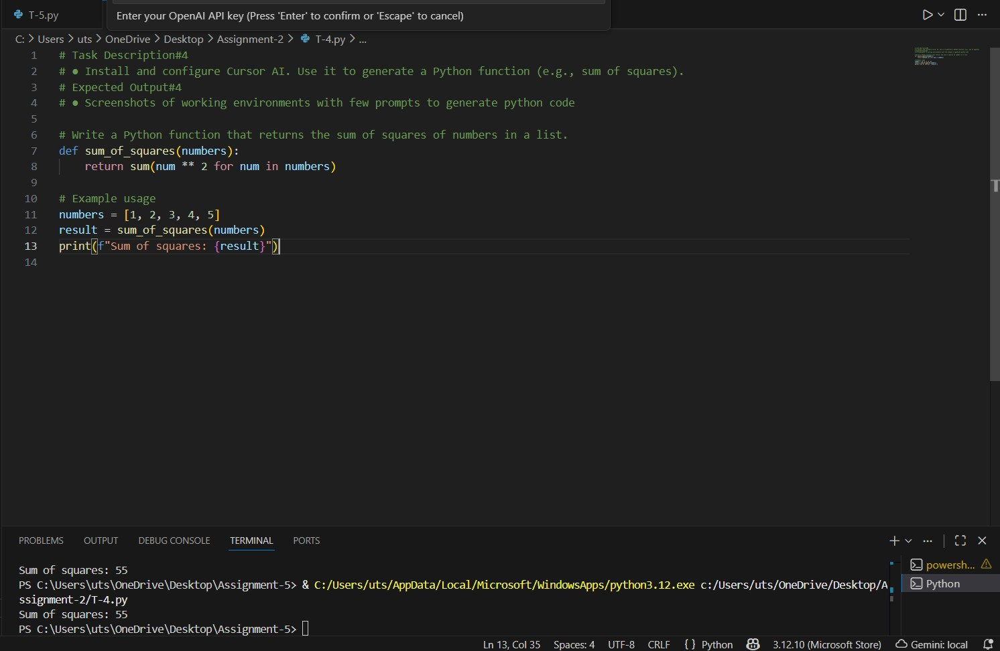 T-5.py
Enter your OpenAI API key (Press 'Enter' to confirm or 'Escape' to cancel)
C: > Users > uts > OneDrive > Desktop > Assignment-2 > T-4.py > ...
1 # Task Description#4
2 # ● Install and configure Cursor AI. Use it to generate a Python function (e.g., sum of squares).
3 # Expected Output#4
4 # ● Screenshots of working environments with few prompts to generate python code
5
6 # Write a Python function that returns the sum of squares of numbers in a list.
7 def sum_of_squares(numbers):
8     return sum(num ** 2 for num in numbers)
9
10 # Example usage
11 numbers = [1, 2, 3, 4, 5]
12 result = sum_of_squares(numbers)
13 print(f"Sum of squares: {result}")
14
PROBLEMS OUTPUT DEBUG CONSOLE TERMINAL PORTS
Sum of squares: 55
PS C:\Users\uts\OneDrive\Desktop\Assignment-5> & C:/Users/uts/AppData/Local/Microsoft/WindowsApps/python3.12.exe c:/Users/uts/OneDrive/Desktop/A
ssignment-2/T-4.py
Sum of squares: 55
PS C:\Users\uts\OneDrive\Desktop\Assignment-5>
powersh...
Python
Ln 13, Col 35 Spaces: 4 UTF-8 CRLF {} Python 3.12.10 (Microsoft Store) Gemini: local